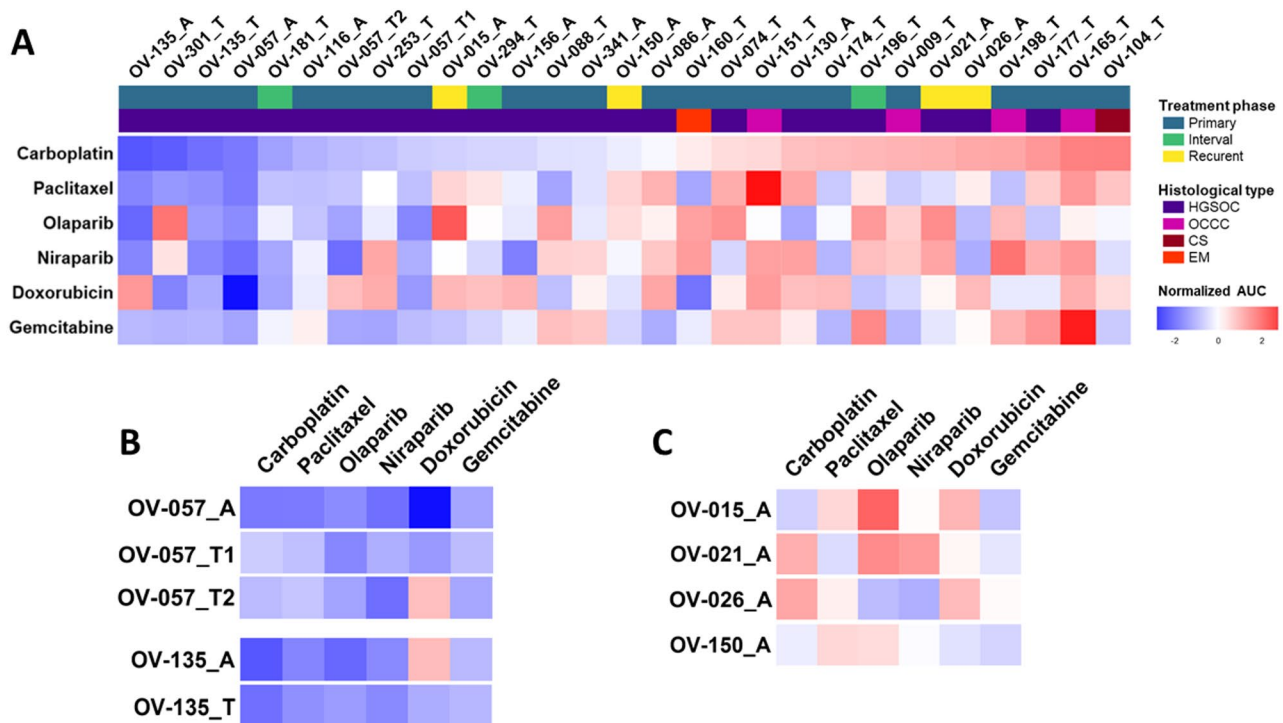 A
OV-135_A
OV-301_T
OV-135_T
OV-057_A
OV-181_T
OV-116_A
OV-057_T2
OV-253_T
OV-057_T1
OV-015_A
OV-294_T
OV-156_A
OV-088_T
OV-341_A
OV-150_A
OV-086_A
OV-160_T
OV-074_T
OV-151_T
OV-130_A
OV-174_T
OV-196_T
OV-009_T
OV-021_A
OV-026_A
OV-198_T
OV-177_T
OV-165_T
OV-104_T
Carboplatin
Paclitaxel
Olaparib
Niraparib
Doxorubicin
Gemcitabine
Treatment phase
Primary
Interval
Recurent
Histological type
HGSOC
OCCC
CS
EM
Normalized AUC
-2 0 2
B
Carboplatin
Paclitaxel
Olaparib
Niraparib
Doxorubicin
Gemcitabine
OV-057_A
OV-057_T1
OV-057_T2
OV-135_A
OV-135_T
C
Carboplatin
Paclitaxel
Olaparib
Niraparib
Doxorubicin
Gemcitabine
OV-015_A
OV-021_A
OV-026_A
OV-150_A